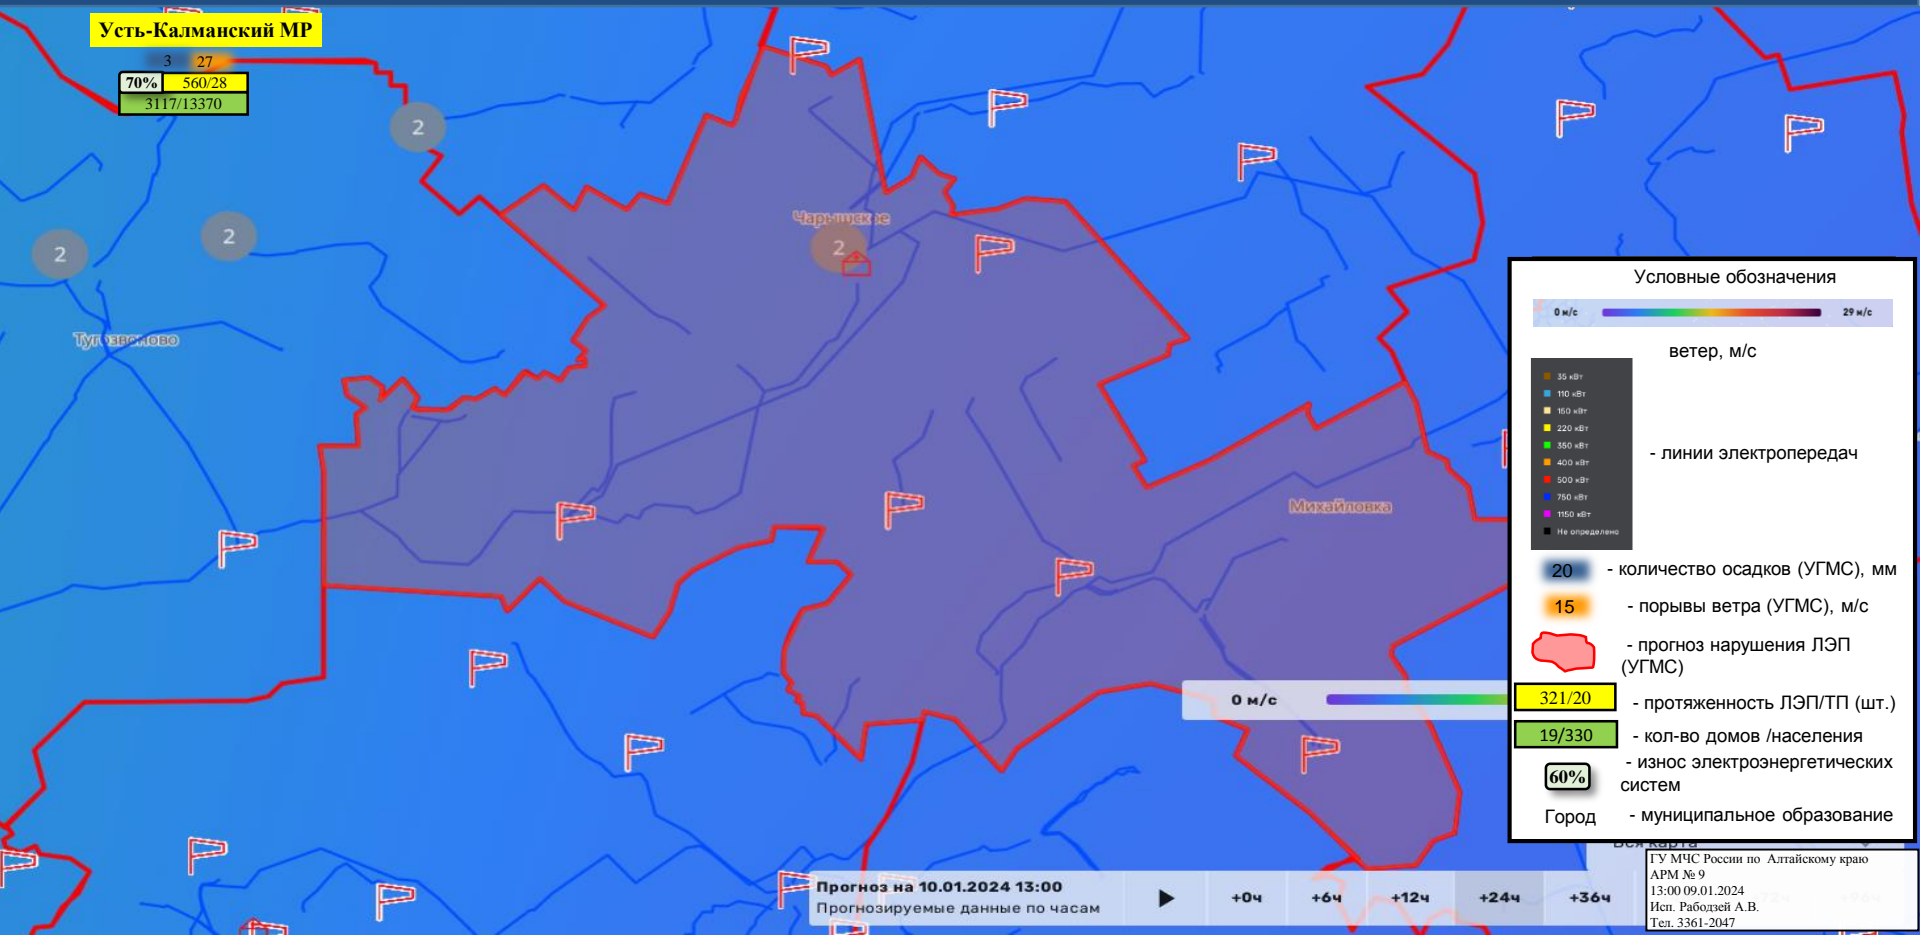 Усть-Калманский МР
3 27
70% 560/28
3117/13370
2
2
2
Чарышское
2
Тугозвоново
Михайловка
0 м/с
Условные обозначения
0 м/с 29 м/с
ветер, м/с
35 кВт
110 кВт
150 кВт
220 кВт
350 кВт
400 кВт
500 кВт
750 кВт
1150 кВт
Не определено
- линии электропередач
20 - количество осадков (УГМС), мм
15 - порывы ветра (УГМС), м/с
- прогноз нарушения ЛЭП
(УГМС)
321/20 - протяженность ЛЭП/ТП (шт.)
19/330 - кол-во домов /населения
60% - износ электроэнергетических
систем
Город - муниципальное образование
Вся карта
Прогноз на 10.01.2024 13:00
Прогнозируемые данные по часам
+0ч +6ч +12ч +24ч +36ч
ГУ МЧС России по Алтайскому краю
АРМ № 9
13:00 09.01.2024
Исп. Рабодзей А.В.
Тел. 3361-2047